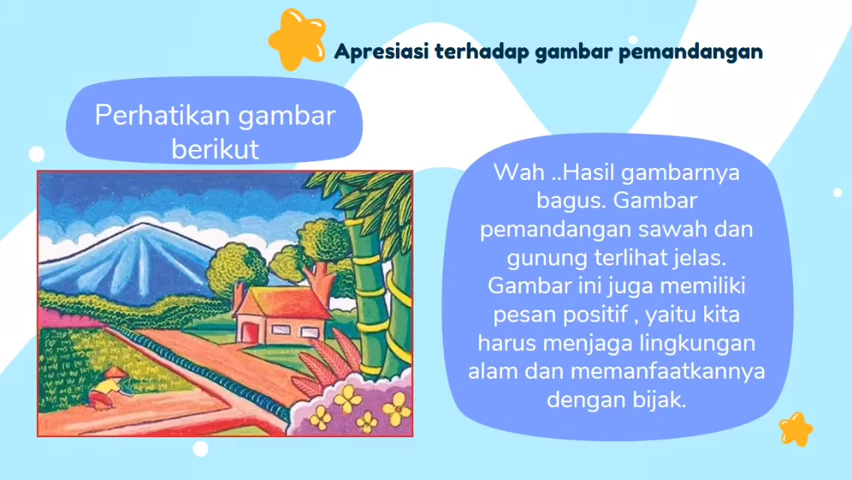 Apresiasi terhadap gambar pemandangan
Perhatikan gambar
berikut
Wah ..Hasil gambarnya
bagus. Gambar
pemandangan sawah dan
gunung terlihat jelas.
Gambar ini juga memiliki
pesan positif , yaitu kita
harus menjaga lingkungan
alam dan memanfaatkannya
dengan bijak.